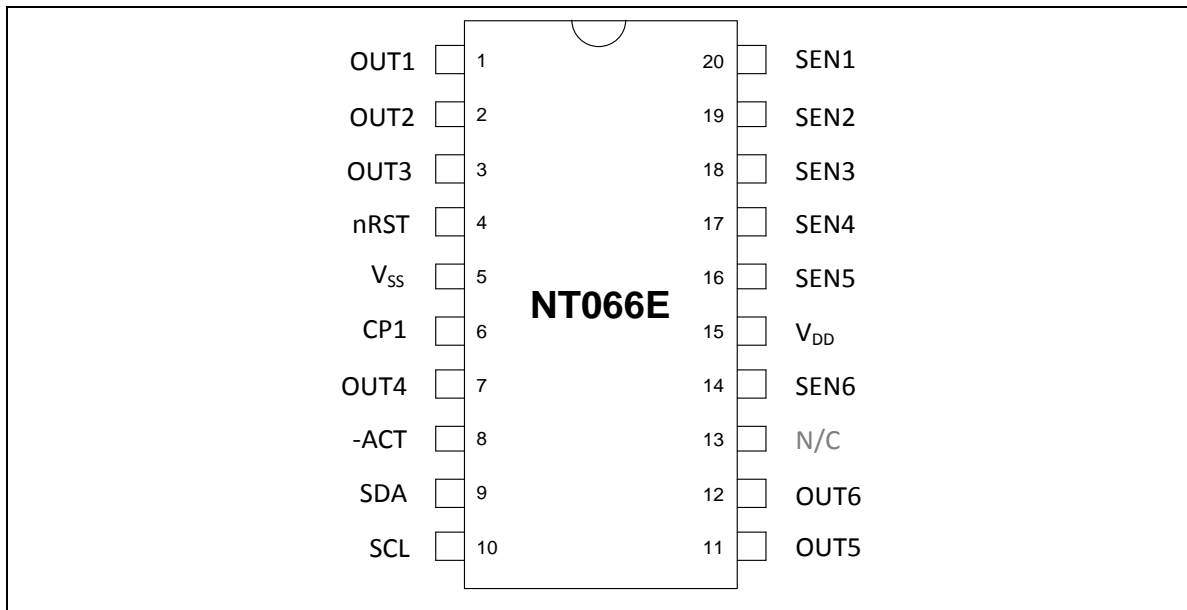 OUT1 1 20 SEN1
OUT2 2 19 SEN2
OUT3 3 18 SEN3
nRST 4 17 SEN4
VSS 5 16 SEN5
NT066E
CP1 6 15 VDD
OUT4 7 14 SEN6
-ACT 8 13 N/C
SDA 9 12 OUT6
SCL 10 11 OUT5